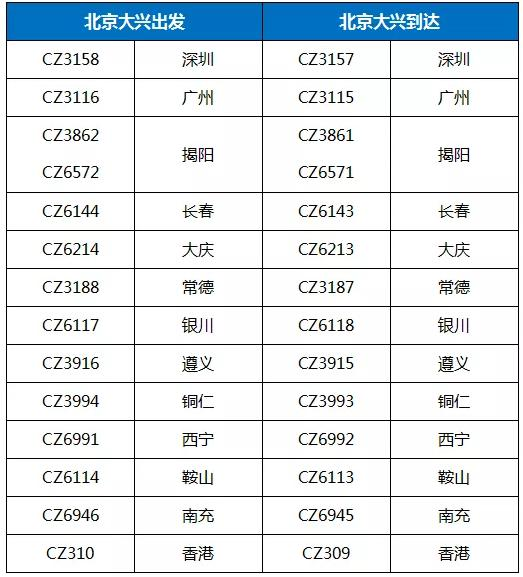 北京大兴出发 北京大兴到达
CZ3158 深圳 CZ3157 深圳
CZ3116 广州 CZ3115 广州
CZ3862 CZ3861
揭阳 揭阳
CZ6572 CZ6571
CZ6144 长春 CZ6143 长春
CZ6214 大庆 CZ6213 大庆
CZ3188 常德 CZ3187 常德
CZ6117 银川 CZ6118 银川
CZ3916 遵义 CZ3915 遵义
CZ3994 铜仁 CZ3993 铜仁
CZ6991 西宁 CZ6992 西宁
CZ6114 鞍山 CZ6113 鞍山
CZ6946 南充 CZ6945 南充
CZ310 香港 CZ309 香港